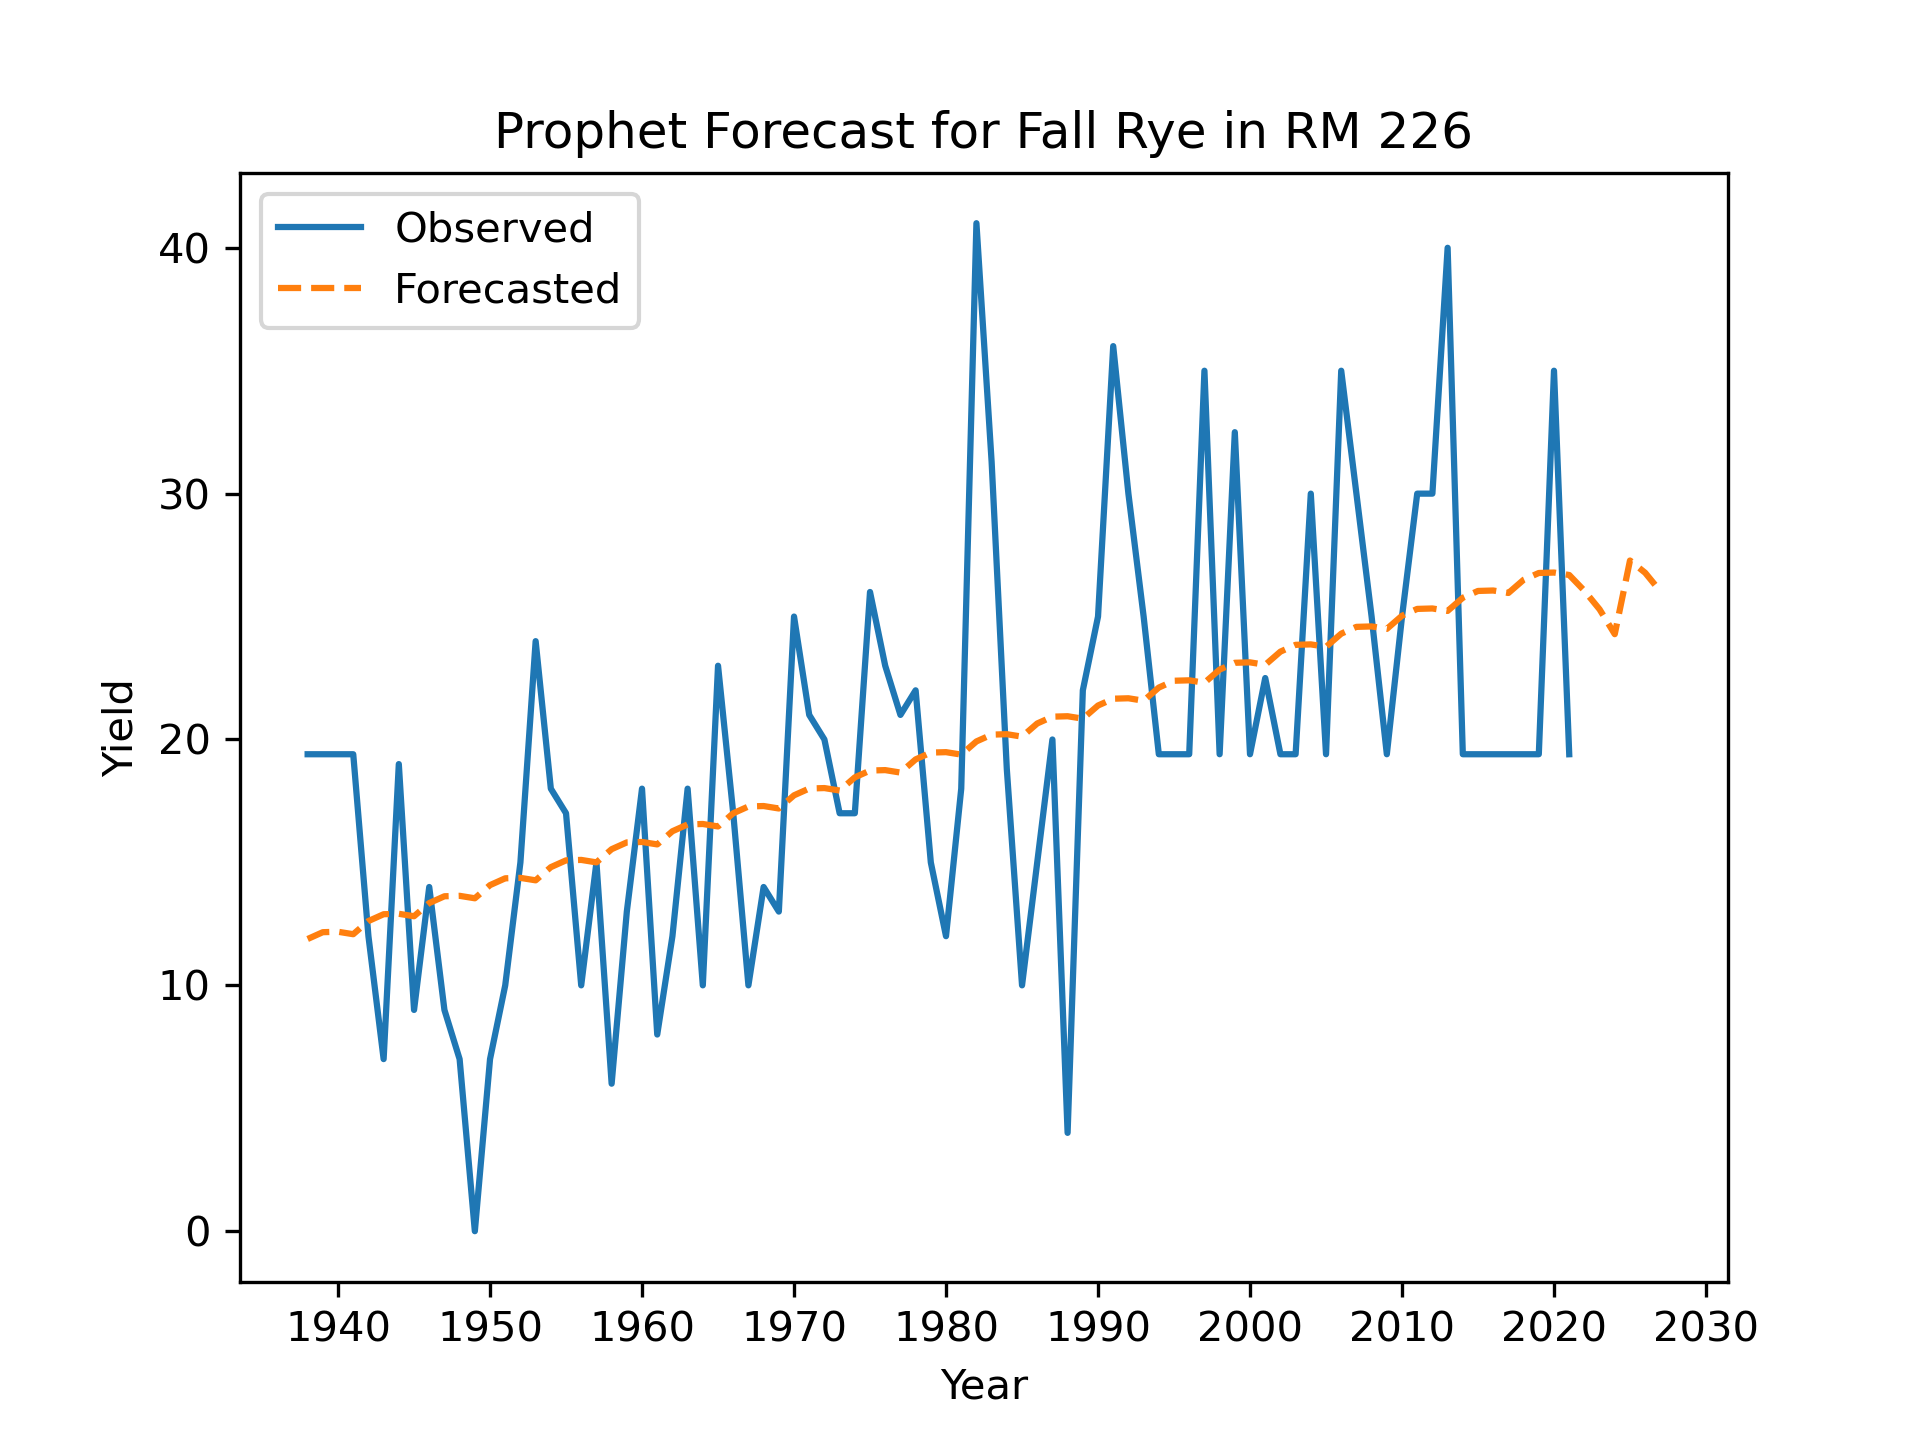 Prophet Forecast for Fall Rye in RM 226
Observed
Forecasted
40
30
20
10
0
Yield
1940 1950 1960 1970 1980 1990 2000 2010 2020 2030
Year